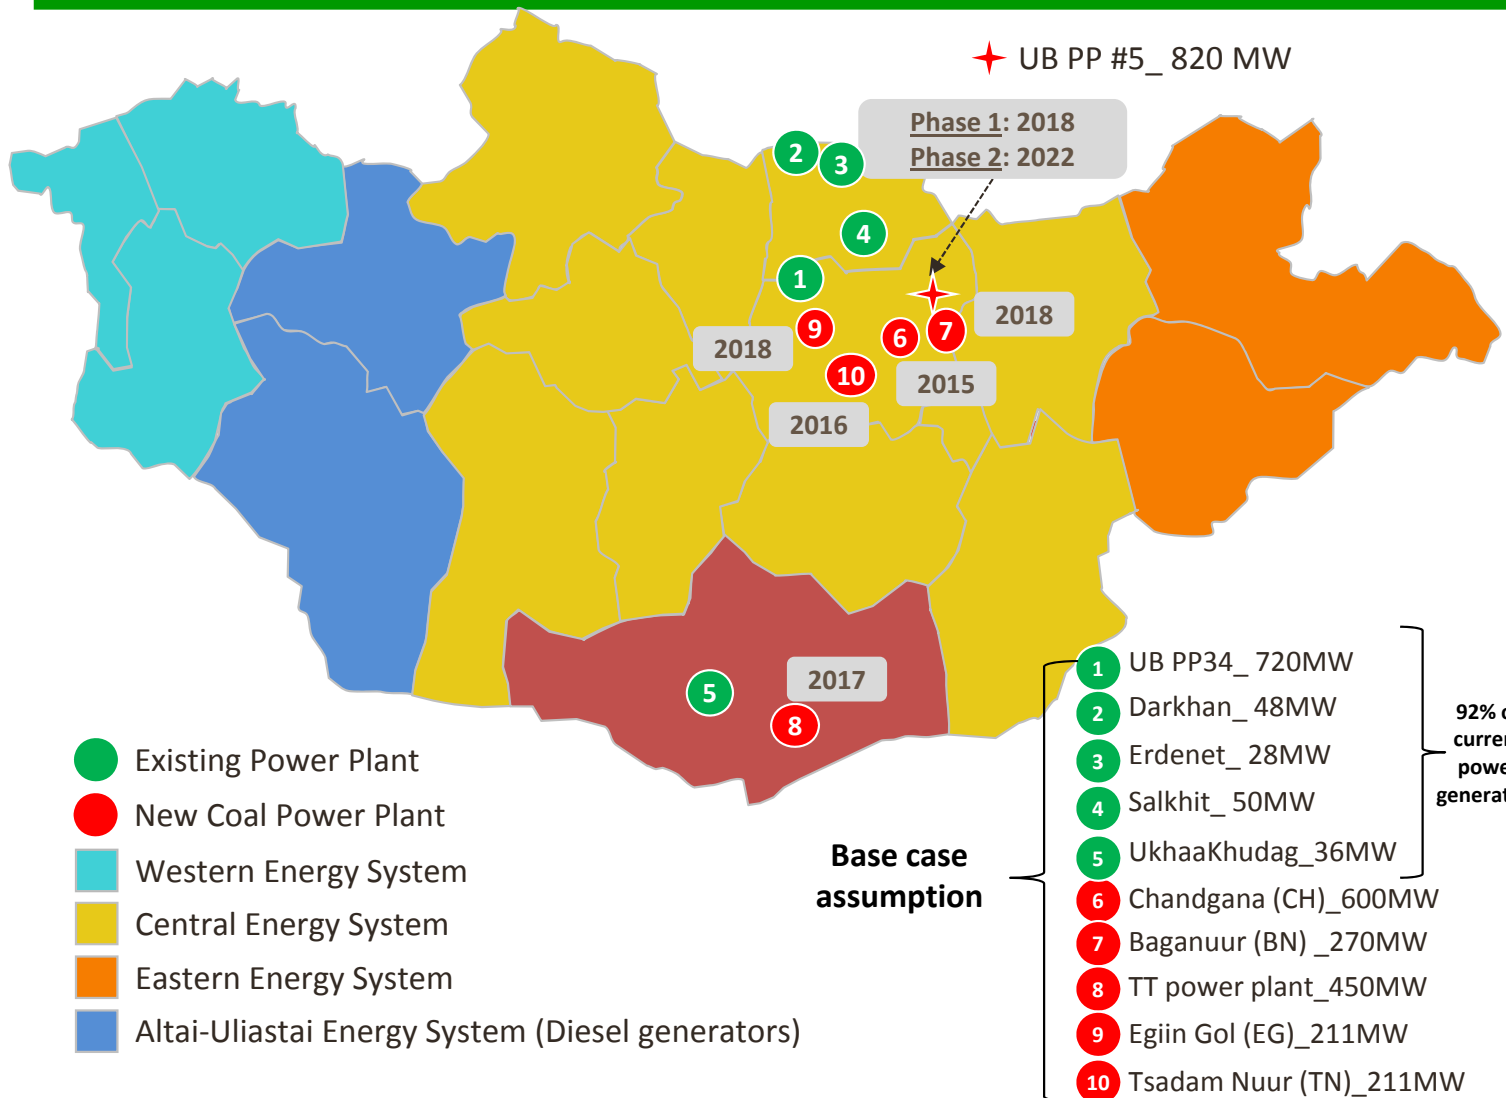 UB PP #5_ 820 MW
Phase 1: 2018
Phase 2: 2022
2
3
4
1
9
6
7
2018
2018
10
2015
2016
5
2017
8
Existing Power Plant
New Coal Power Plant
Western Energy System
Central Energy System
Eastern Energy System
Altai-Uliastai Energy System (Diesel generators)
Base case
assumption
1 UB PP34_ 720MW
2 Darkhan_ 48MW
3 Erdenet_ 28MW
4 Salkhit_ 50MW
5 UkhaaKhudag_36MW
6 Chandgana (CH)_600MW
7 Baganuur (BN) _270MW
8 TT power plant_450MW
9 Egiin Gol (EG)_211MW
10 Tsadam Nuur (TN)_211MW
92%